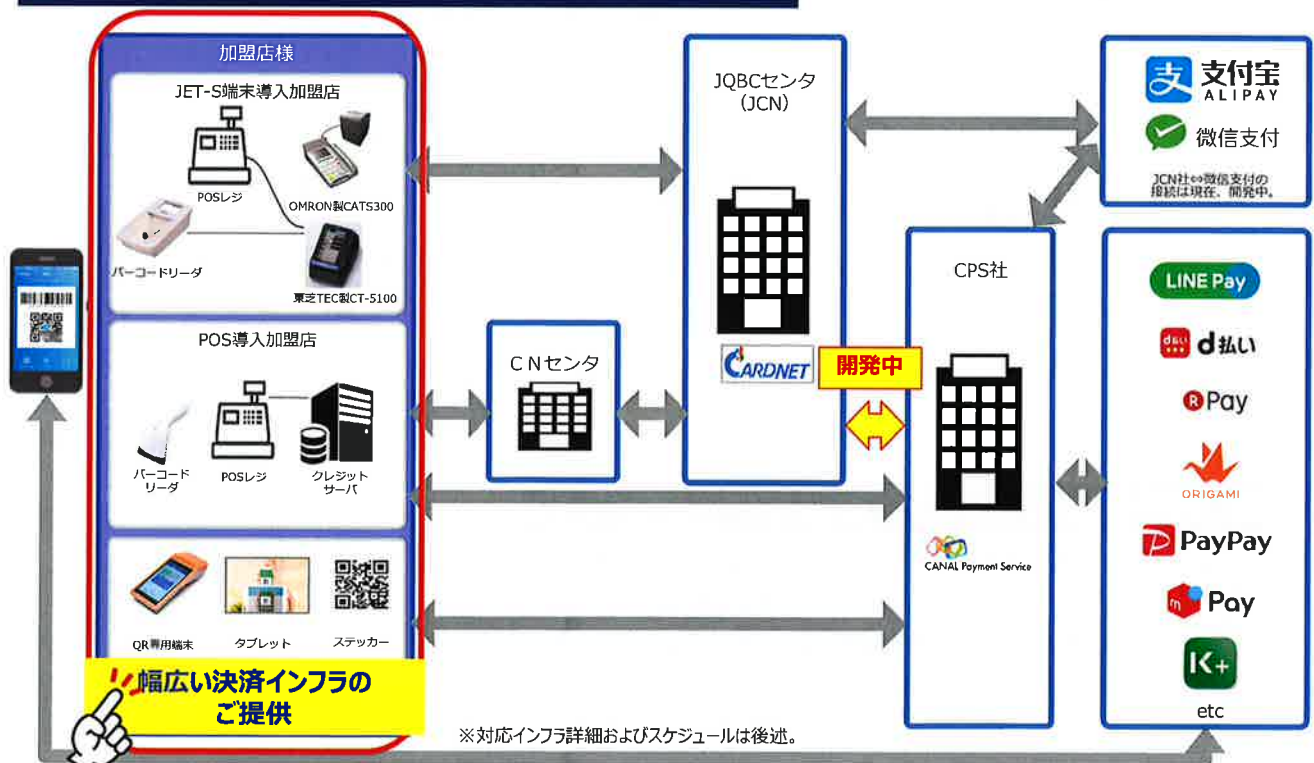 加盟店様
JET-S端末導入加盟店
POSレジ
OMRON製CATS300
バーコードリーダ
東芝TEC製CT-5100
POS導入加盟店
バーコード
リーダ
POSレジ
クレジット
サーバ
QR専用端末
タブレット
ステッカー
幅広い決済インフラの
ご提供
CNセンタ
JQBCセンタ
(JCN)
CARDNET
開発中
CPS社
CANAL Payment Service
支付宝
ALIPAY
微信支付
JCN社⇔微信支付の
接続は現在、開発中。
LINE Pay
d払い
d払い
R Pay
ORIGAMI
PayPay
m Pay
K+
etc
※対応インフラ詳細およびスケジュールは後述。